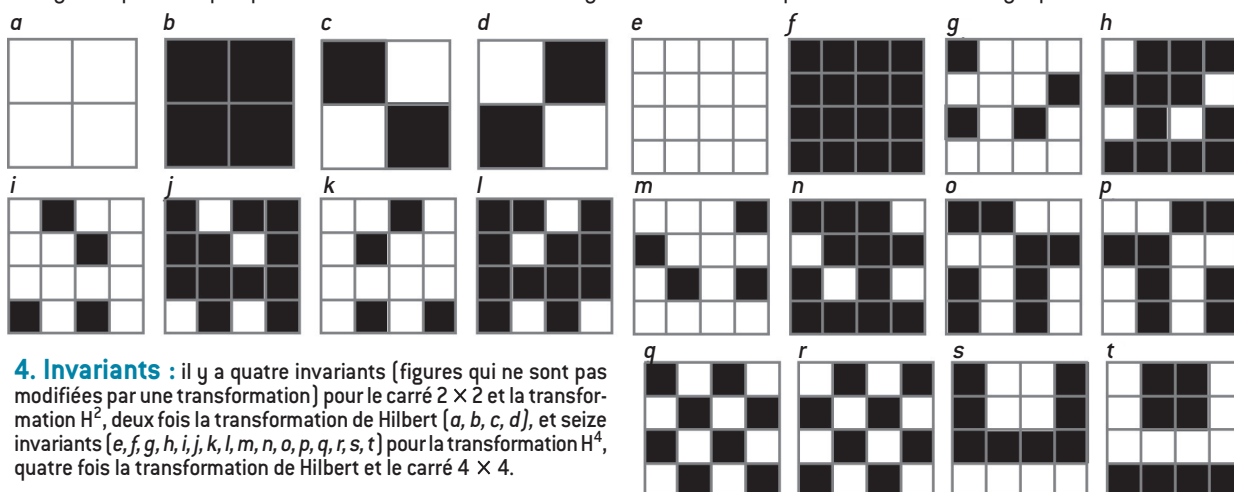 a b c d e f g h
i j k l m n o p
q r s t
4. Invariants : il y a quatre invariants (figures qui ne sont pas
modifiées par une transformation) pour le carré 2 × 2 et la transfor-
mation H², deux fois la transformation de Hilbert (a, b, c, d), et seize
invariants (e, f, g, h, i, j, k, l, m, n, o, p, q, r, s, t) pour la transformation H⁴,
quatre fois la transformation de Hilbert et le carré 4 × 4.